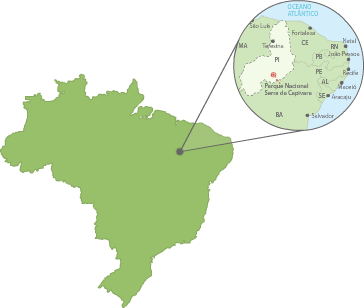 OCEANO
ATLÂNTICO
São Luís
Fortaleza
MA
Teresina
CE
RN
Natal
PI
PB
João Pessoa
PE
Recife
Parque Nacional
Serra da Capivara
AL
Maceió
SE
Aracaju
BA
Salvador